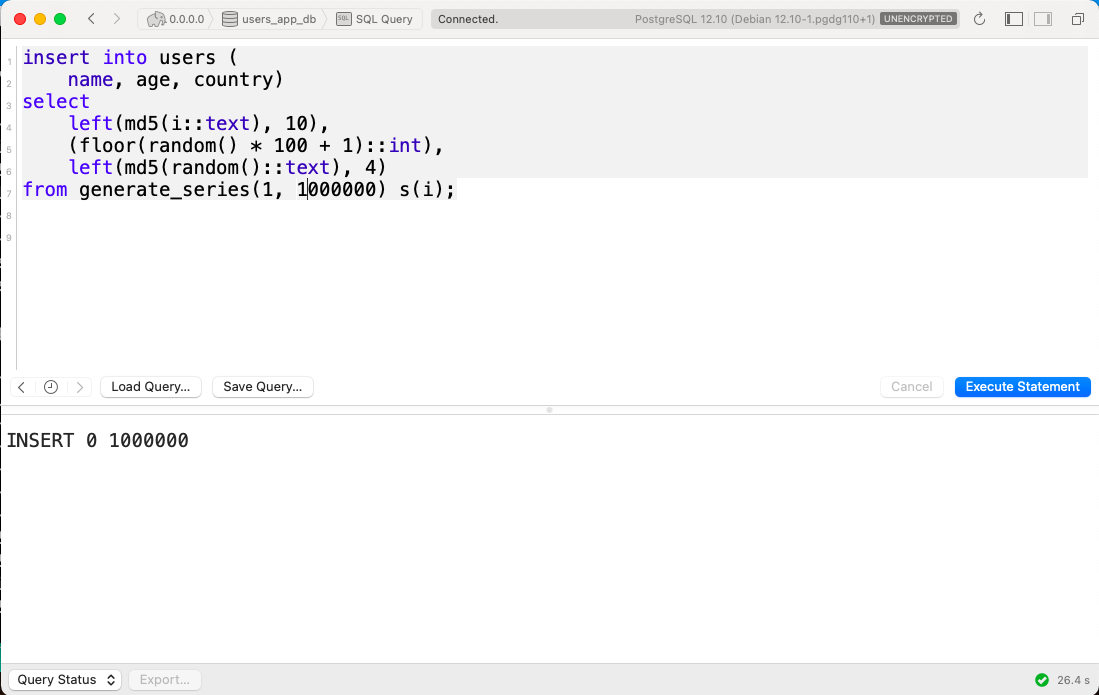 0.0.0.0 users_app_db SQL SQL Query Connected. PostgreSQL 12.10 (Debian 12.10-1.pgdg110+1) UNENCRYPTED
1 insert into users (
2 name, age, country)
3 select
4 left(md5(i::text), 10),
5 (floor(random() * 100 + 1)::int),
6 left(md5(random()::text), 4)
7 from generate_series(1, 1000000) s(i);
8
9
Load Query... Save Query... Cancel Execute Statement
INSERT 0 1000000
Query Status Export... 26.4 s